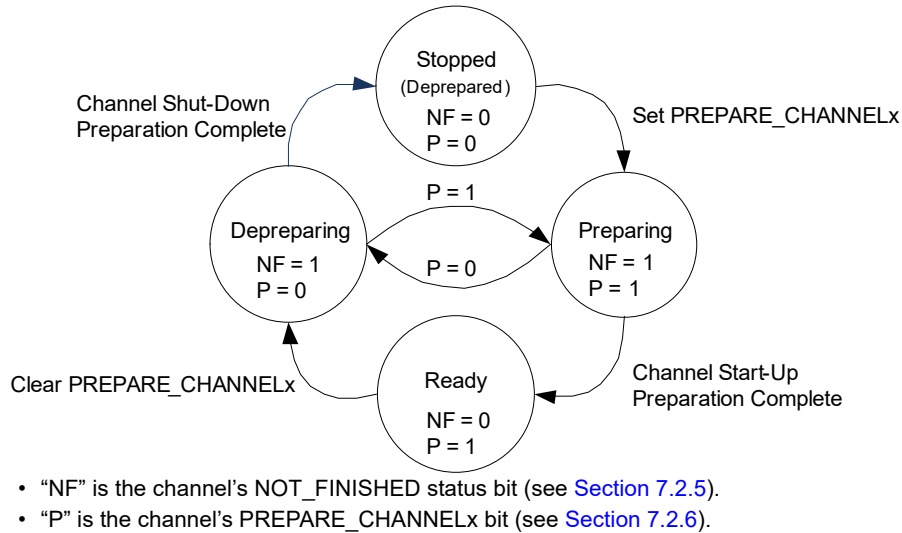 Stopped
(Deprepared)
NF = 0
P = 0
Channel Shut-Down
Preparation Complete
Set PREPARE_CHANNELx
P = 1
Depreparing
NF = 1
P = 0
Preparing
NF = 1
P = 1
P = 0
Clear PREPARE_CHANNELx
Ready
NF = 0
P = 1
Channel Start-Up
Preparation Complete
• “NF” is the channel’s NOT_FINISHED status bit (see Section 7.2.5).
• “P” is the channel’s PREPARE_CHANNELx bit (see Section 7.2.6).